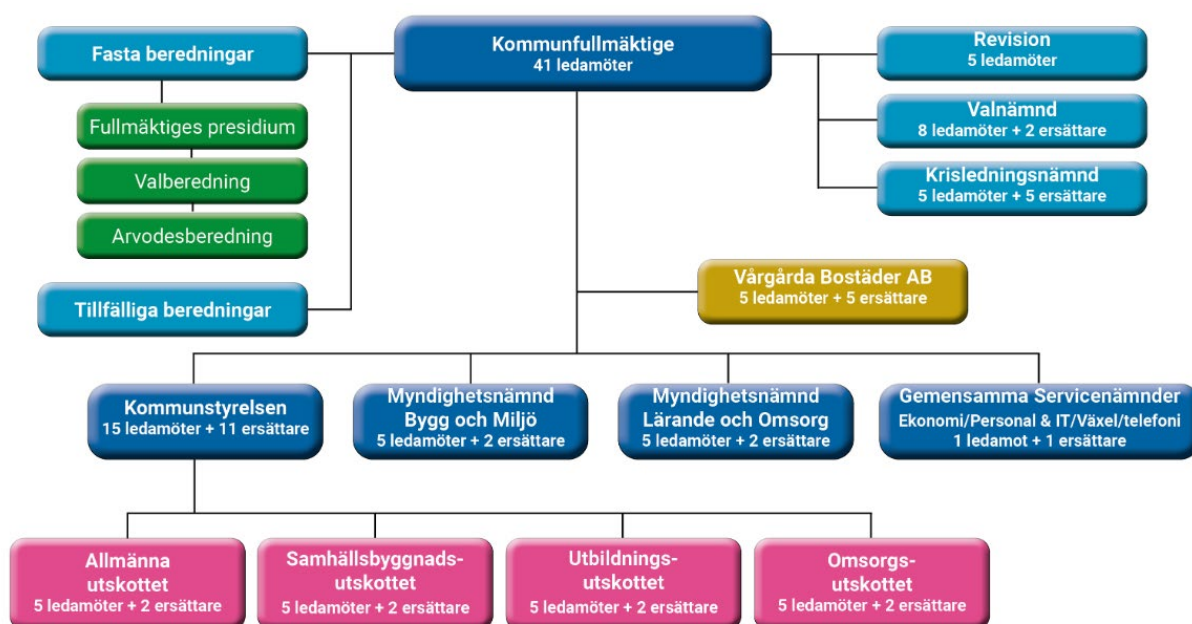 Kommunfullmäktige
41 ledamöter
Fasta beredningar
Fullmäktiges presidium
Valberedning
Arvodesberedning
Tillfälliga beredningar
Revision
5 ledamöter
Valnämnd
8 ledamöter + 2 ersättare
Krisledningsnämnd
5 ledamöter + 5 ersättare
Vårgårda Bostäder AB
5 ledamöter + 5 ersättare
Kommunstyrelsen
15 ledamöter + 11 ersättare
Myndighetsnämnd
Bygg och Miljö
5 ledamöter + 2 ersättare
Myndighetsnämnd
Lärande och Omsorg
5 ledamöter + 2 ersättare
Gemensamma Servicenämnder
Ekonomi/Personal & IT/Växel/telefoni
1 ledamot + 1 ersättare
Allmänna
utskottet
5 ledamöter + 2 ersättare
Samhällsbyggnads-
utskottet
5 ledamöter + 2 ersättare
Utbildnings-
utskottet
5 ledamöter + 2 ersättare
Omsorgs-
utskottet
5 ledamöter + 2 ersättare